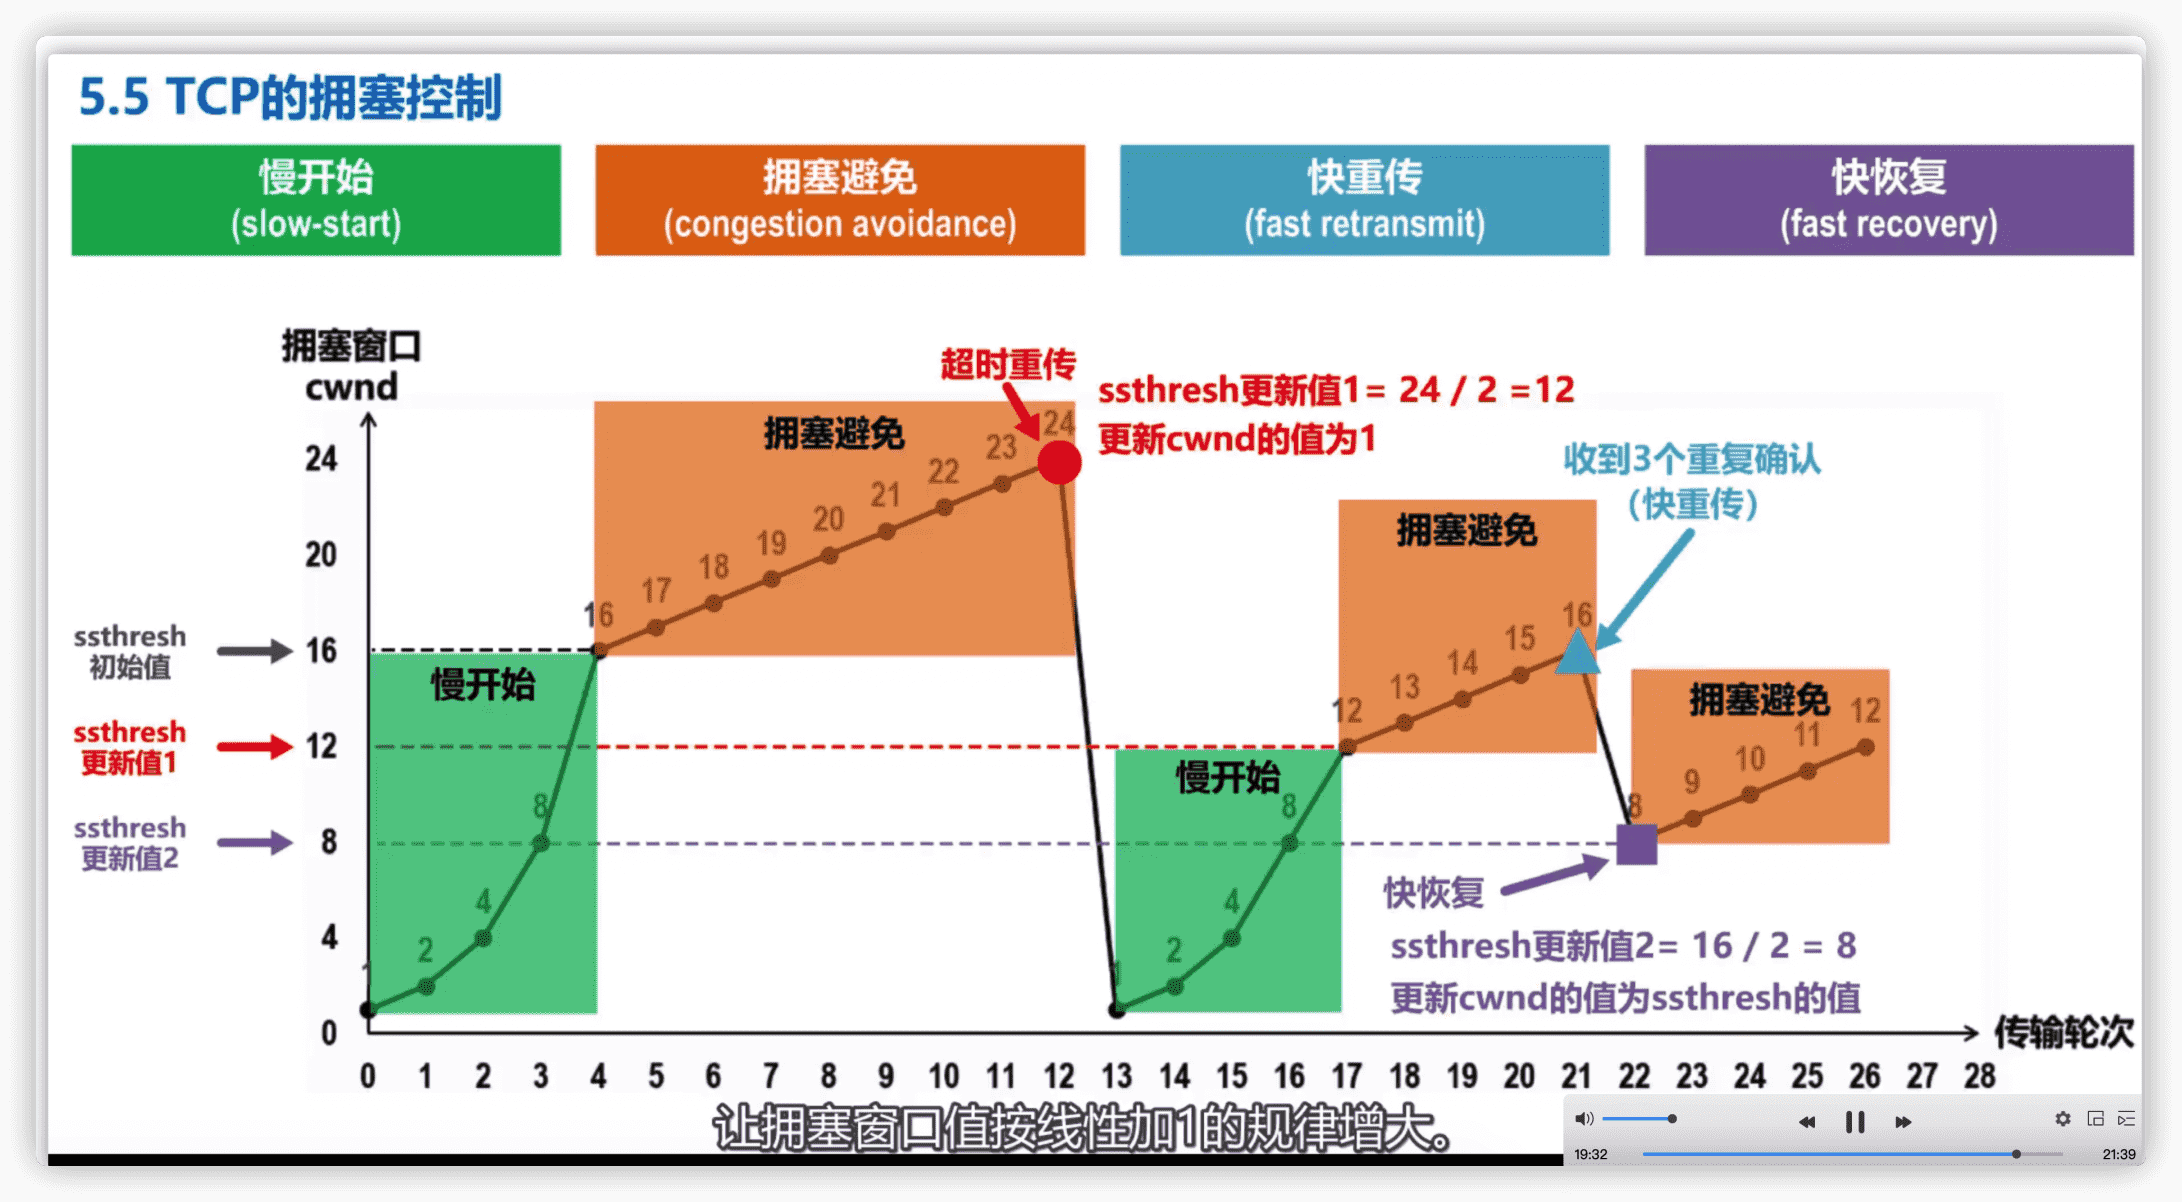 5.5 TCP的拥塞控制
慢开始
(slow-start)
拥塞避免
(congestion avoidance)
快重传
(fast retransmit)
快恢复
(fast recovery)
拥塞窗口
cwnd
超时重传
ssthresh更新值1= 24 / 2 =12
更新cwnd的值为1
收到3个重复确认
(快重传)
拥塞避免
拥塞避免
拥塞避免
慢开始
慢开始
24
20
16
12
8
4
0
ssthresh
初始值
ssthresh
更新值1
ssthresh
更新值2
1
2
4
8
16
17
18
19
20
21
22
23
24
1
2
4
8
12
13
14
15
16
8
9
10
11
12
快恢复
ssthresh更新值2= 16 / 2 = 8
更新cwnd的值为ssthresh的值
传输轮次
0 1 2 3 4 5 6 7 8 9 10 11 12 13 14 15 16 17 18 19 20 21 22 23 24 25 26 27 28
让拥塞窗口值按线性加1的规律增大。
19:32
21:39